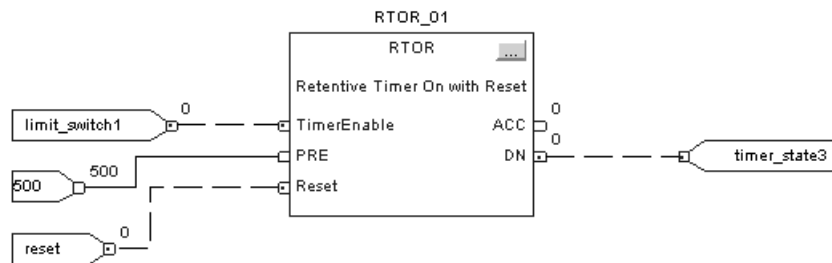 RTOR_01
RTOR
...
Retentive Timer On with Reset
0
limit_switch1
TimerEnable
ACC
0
0
500
500
PRE
DN
timer_state3
Reset
0
reset